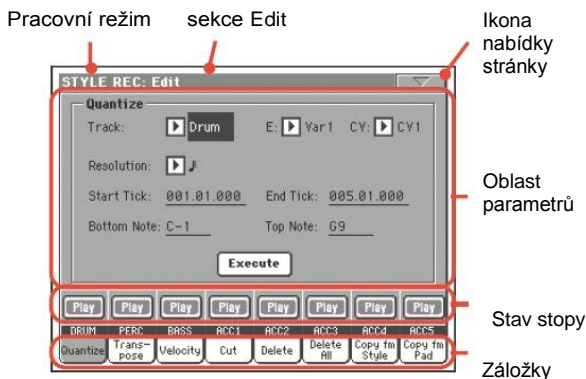 Pracovní režim
sekce Edit
Ikona
nabídky
stránky
STYLE REC: Edit
Quantize
Track: Drum E: Var1 CV: CV1
Resolution: ♪
Start Tick: 001.01.000 End Tick: 005.01.000
Bottom Note: C-1 Top Note: G9
Execute
Oblast
parametrů
Play Play Play Play Play Play Play Play
Stav stopy
DRUM PERC BASS ACC1 ACC2 ACC3 ACC4 ACC5
Quantize Trans-pose Velocity Cut Delete Delete All Copy fm Style Copy fm Pad
Záložky